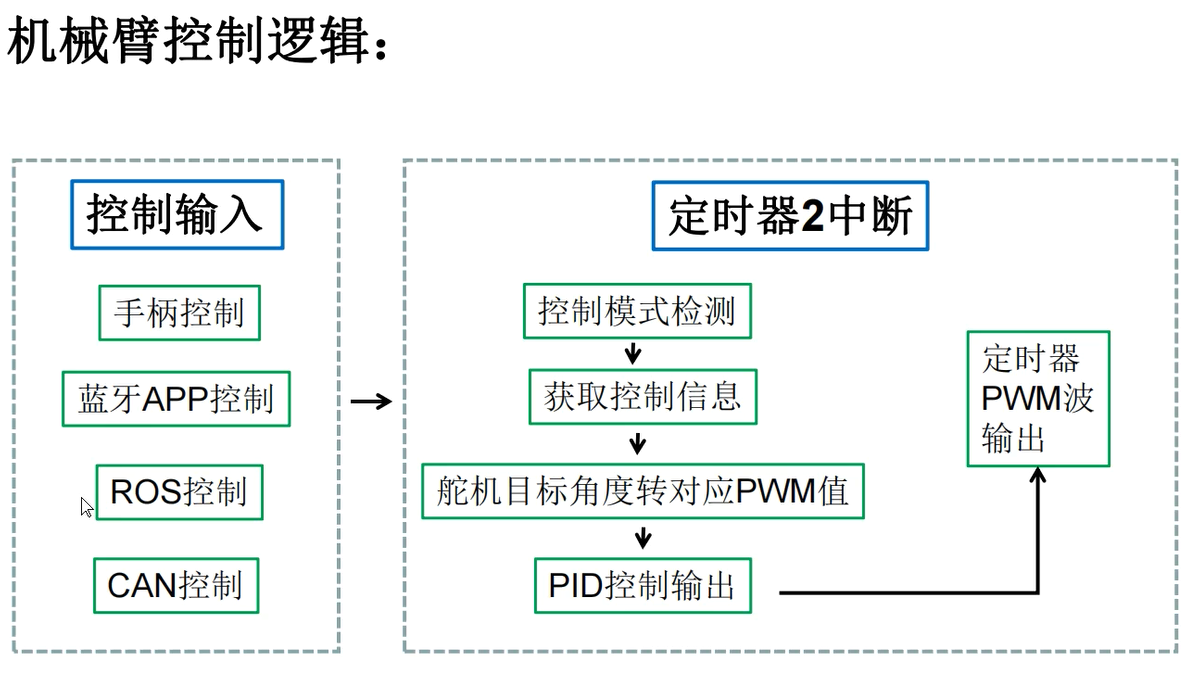 机械臂控制逻辑：
控制输入
手柄控制
蓝牙APP控制
ROS控制
CAN控制
定时器2中断
控制模式检测
获取控制信息
舵机目标角度转对应PWM值
PID控制输出
定时器
PWM波
输出